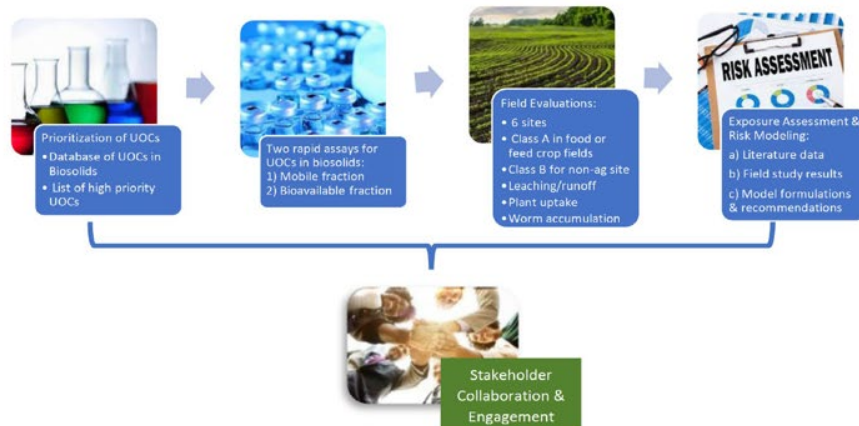 Prioritization of UOCs
• Database of UOCs in
Biosolids
• List of high priority
UOCs
Two rapid assays for
UOCs in biosolids:
1) Mobile fraction
2) Bioavailable fraction
Field Evaluations:
• 6 sites
• Class A in food or
feed crop fields
• Class B for non-ag site
• Leaching/runoff
• Plant uptake
• Worm accumulation
RISK ASSESSMENT
Exposure Assessment &
Risk Modeling:
a) Literature data
b) Field study results
c) Model formulations
& recommendations
Stakeholder
Collaboration &
Engagement